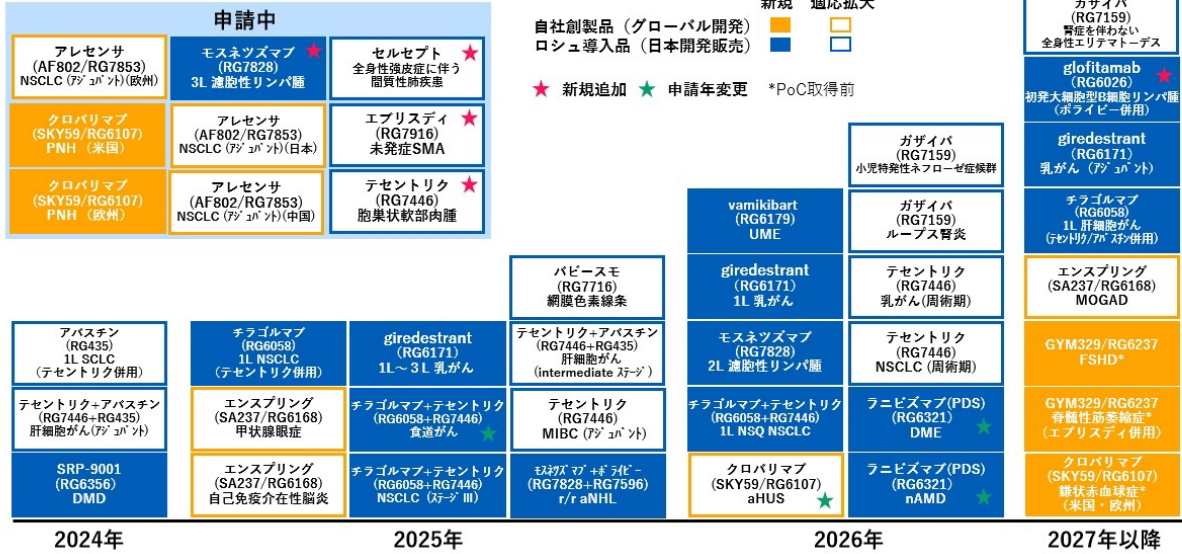 申請中
アレセンサ
(AF802/RG7853)
NSCLC (アジュバント)(欧州)
モスネツズマブ
(RG7828)
3L 濾胞性リンパ腫
セルセプト
全身性強皮症に伴う
間質性肺疾患
クロバリマブ
(SKY59/RG6107)
PNH (米国)
アレセンサ
(AF802/RG7853)
NSCLC (アジュバント)(日本)
エブリスディ
(RG7916)
未発症SMA
クロバリマブ
(SKY59/RG6107)
PNH (欧州)
アレセンサ
(AF802/RG7853)
NSCLC (アジュバント)(中国)
テセントリク
(RG7446)
胞巣状軟部肉腫
新規 適応拡大
自社創製品(グローバル開発)
ロシュ導入品(日本開発販売)
★ 新規追加 ★ 申請年変更 *PoC取得前
アバスチン
(RG435)
1L SCLC
(テセントリク併用)
テセントリク+アバスチン
(RG7446+RG435)
肝細胞がん(アジュバント)
SRP-9001
(RG6356)
DMD
チラゴルマブ
(RG6058)
1L NSCLC
(テセントリク併用)
エンスプリング
(SA237/RG6168)
甲状腺眼症
エンスプリング
(SA237/RG6168)
自己免疫介在性脳炎
giredestrant
(RG6171)
1L~3L 乳がん
チラゴルマブ+テセントリク
(RG6058+RG7446)
食道がん
チラゴルマブ+テセントリク
(RG6058+RG7446)
NSCLC (ステージIII)
バビースモ
(RG7716)
網膜色素線条
テセントリク+アバスチン
(RG7446+RG435)
肝細胞がん
(intermediate ステージ)
テセントリク
(RG7446)
MIBC (アジュバント)
モスネツズマブ+ポライビー
(RG7828+RG7596)
r/r aNHL
vamikibart
(RG6179)
UME
giredestrant
(RG6171)
1L 乳がん
モスネツズマブ
(RG7828)
2L 濾胞性リンパ腫
チラゴルマブ+テセントリク
(RG6058+RG7446)
1L NSQ NSCLC
クロバリマブ
(SKY59/RG6107)
aHUS
ガザイバ
(RG7159)
小児特発性ネフローゼ症候群
ガザイバ
(RG7159)
ループス腎炎
テセントリク
(RG7446)
乳がん(周術期)
テセントリク
(RG7446)
NSCLC (周術期)
ラニビズマブ(PDS)
(RG6321)
DME
ラニビズマブ(PDS)
(RG6321)
nAMD
ガザイバ
(RG7159)
腎症を伴わない
全身性エリテマトーデス
glofitamab
(RG6026)
初発大細胞型B細胞リンパ腫
(ポライビー併用)
giredestrant
(RG6171)
乳がん (アジュバント)
チラゴルマブ
(RG6058)
1L 肝細胞がん
(テセントリク/アバスチン併用)
エンスプリング
(SA237/RG6168)
MOGAD
GYM329/RG6237
FSHD*
GYM329/RG6237
脊髄性筋萎縮症*
(エブリスディ併用)
クロバリマブ
(SKY59/RG6107)
鎌状赤血球症*
(米国・欧州)
2024年
2025年
2026年
2027年以降